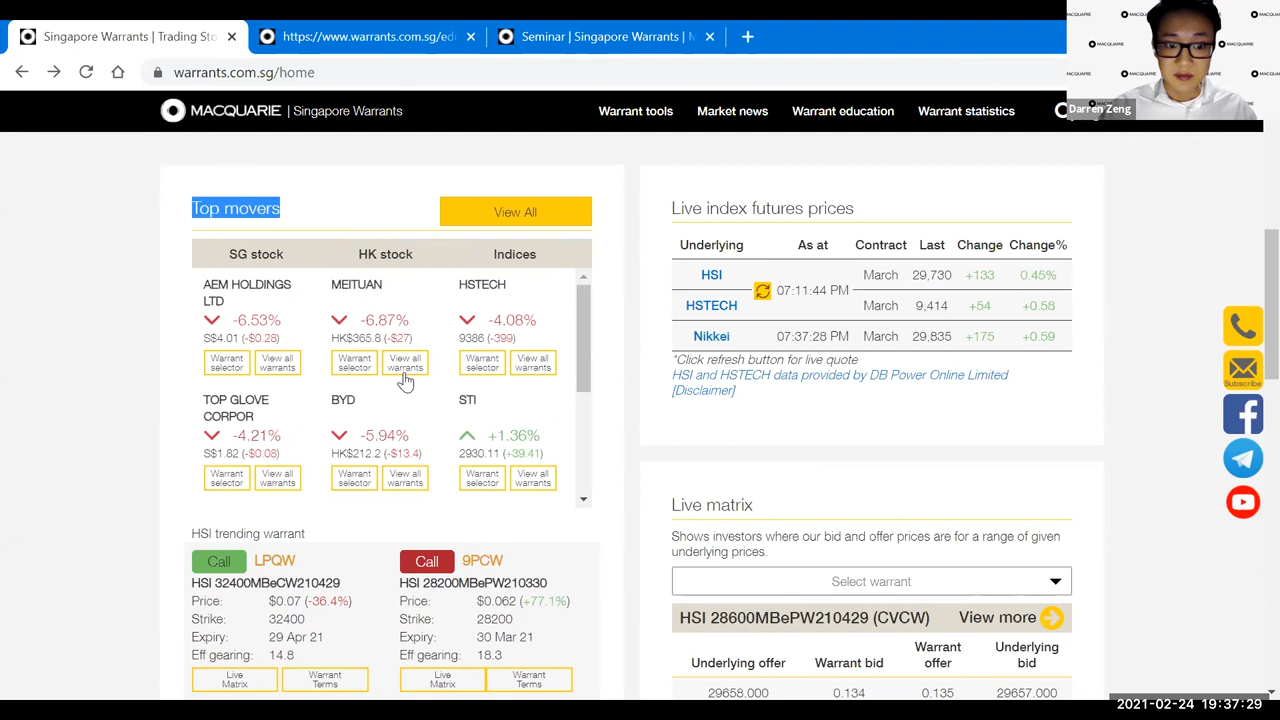 Singapore Warrants | Trading Sto
https://www.warrants.com.sg/edu
Seminar | Singapore Warrants | M
warrants.com.sg/home
MACQUARIE | Singapore Warrants
Warrant tools
Market news
Warrant education
Warrant statistics
MACQUARIE
Darren Zeng
Top movers
View All
SG stock HK stock Indices
AEM HOLDINGS LTD
-6.53%
S$4.01 (-$0.28)
Warrant selector
View all warrants
MEITUAN
-6.87%
HK$365.8 (-$27)
Warrant selector
View all warrants
HSTECH
-4.08%
9386 (-399)
Warrant selector
View all warrants
TOP GLOVE CORPOR
-4.21%
S$1.82 (-$0.08)
Warrant selector
View all warrants
BYD
-5.94%
HK$212.2 (-$13.4)
Warrant selector
View all warrants
STI
+1.36%
2930.11 (+39.41)
Warrant selector
View all warrants
HSI trending warrant
Call LPQW
HSI 32400MBeCW210429
Price: $0.07 (-36.4%)
Strike: 32400
Expiry: 29 Apr 21
Eff gearing: 14.8
Live Matrix
Warrant Terms
Call 9PCW
HSI 28200MBePW210330
Price: $0.062 (+77.1%)
Strike: 28200
Expiry: 30 Mar 21
Eff gearing: 18.3
Live Matrix
Warrant Terms
Live index futures prices
Underlying As at Contract Last Change Change%
HSI March 29,730 +133 0.45%
07:11:44 PM
HSTECH March 9,414 +54 +0.58
Nikkei 07:37:28 PM March 29,835 +175 +0.59
*Click refresh button for live quote
HSI and HSTECH data provided by DB Power Online Limited
[Disclaimer]
Live matrix
Shows investors where our bid and offer prices are for a range of given
underlying prices.
Select warrant
HSI 28600MBePW210429 (CVCW) View more
Underlying offer Warrant bid Warrant offer Underlying bid
29658.000 0.134 0.135 29657.000
Subscribe
2021-02-24 19:37:29